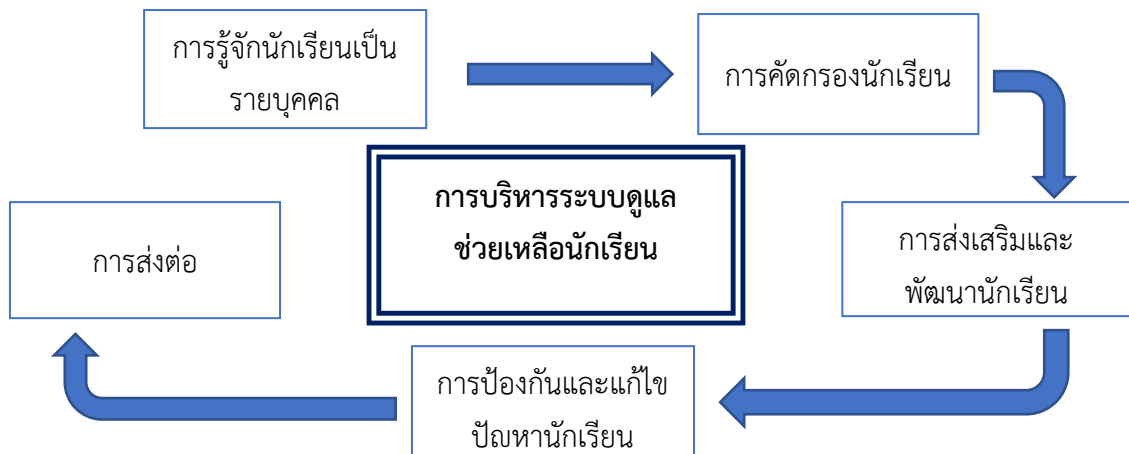 การรู้จักนักเรียนเป็น
รายบุคคล
การคัดกรองนักเรียน
การบริหารระบบดูแล
ช่วยเหลือนักเรียน
การส่งต่อ
การส่งเสริมและ
พัฒนานักเรียน
การป้องกันและแก้ไข
ปัญหานักเรียน